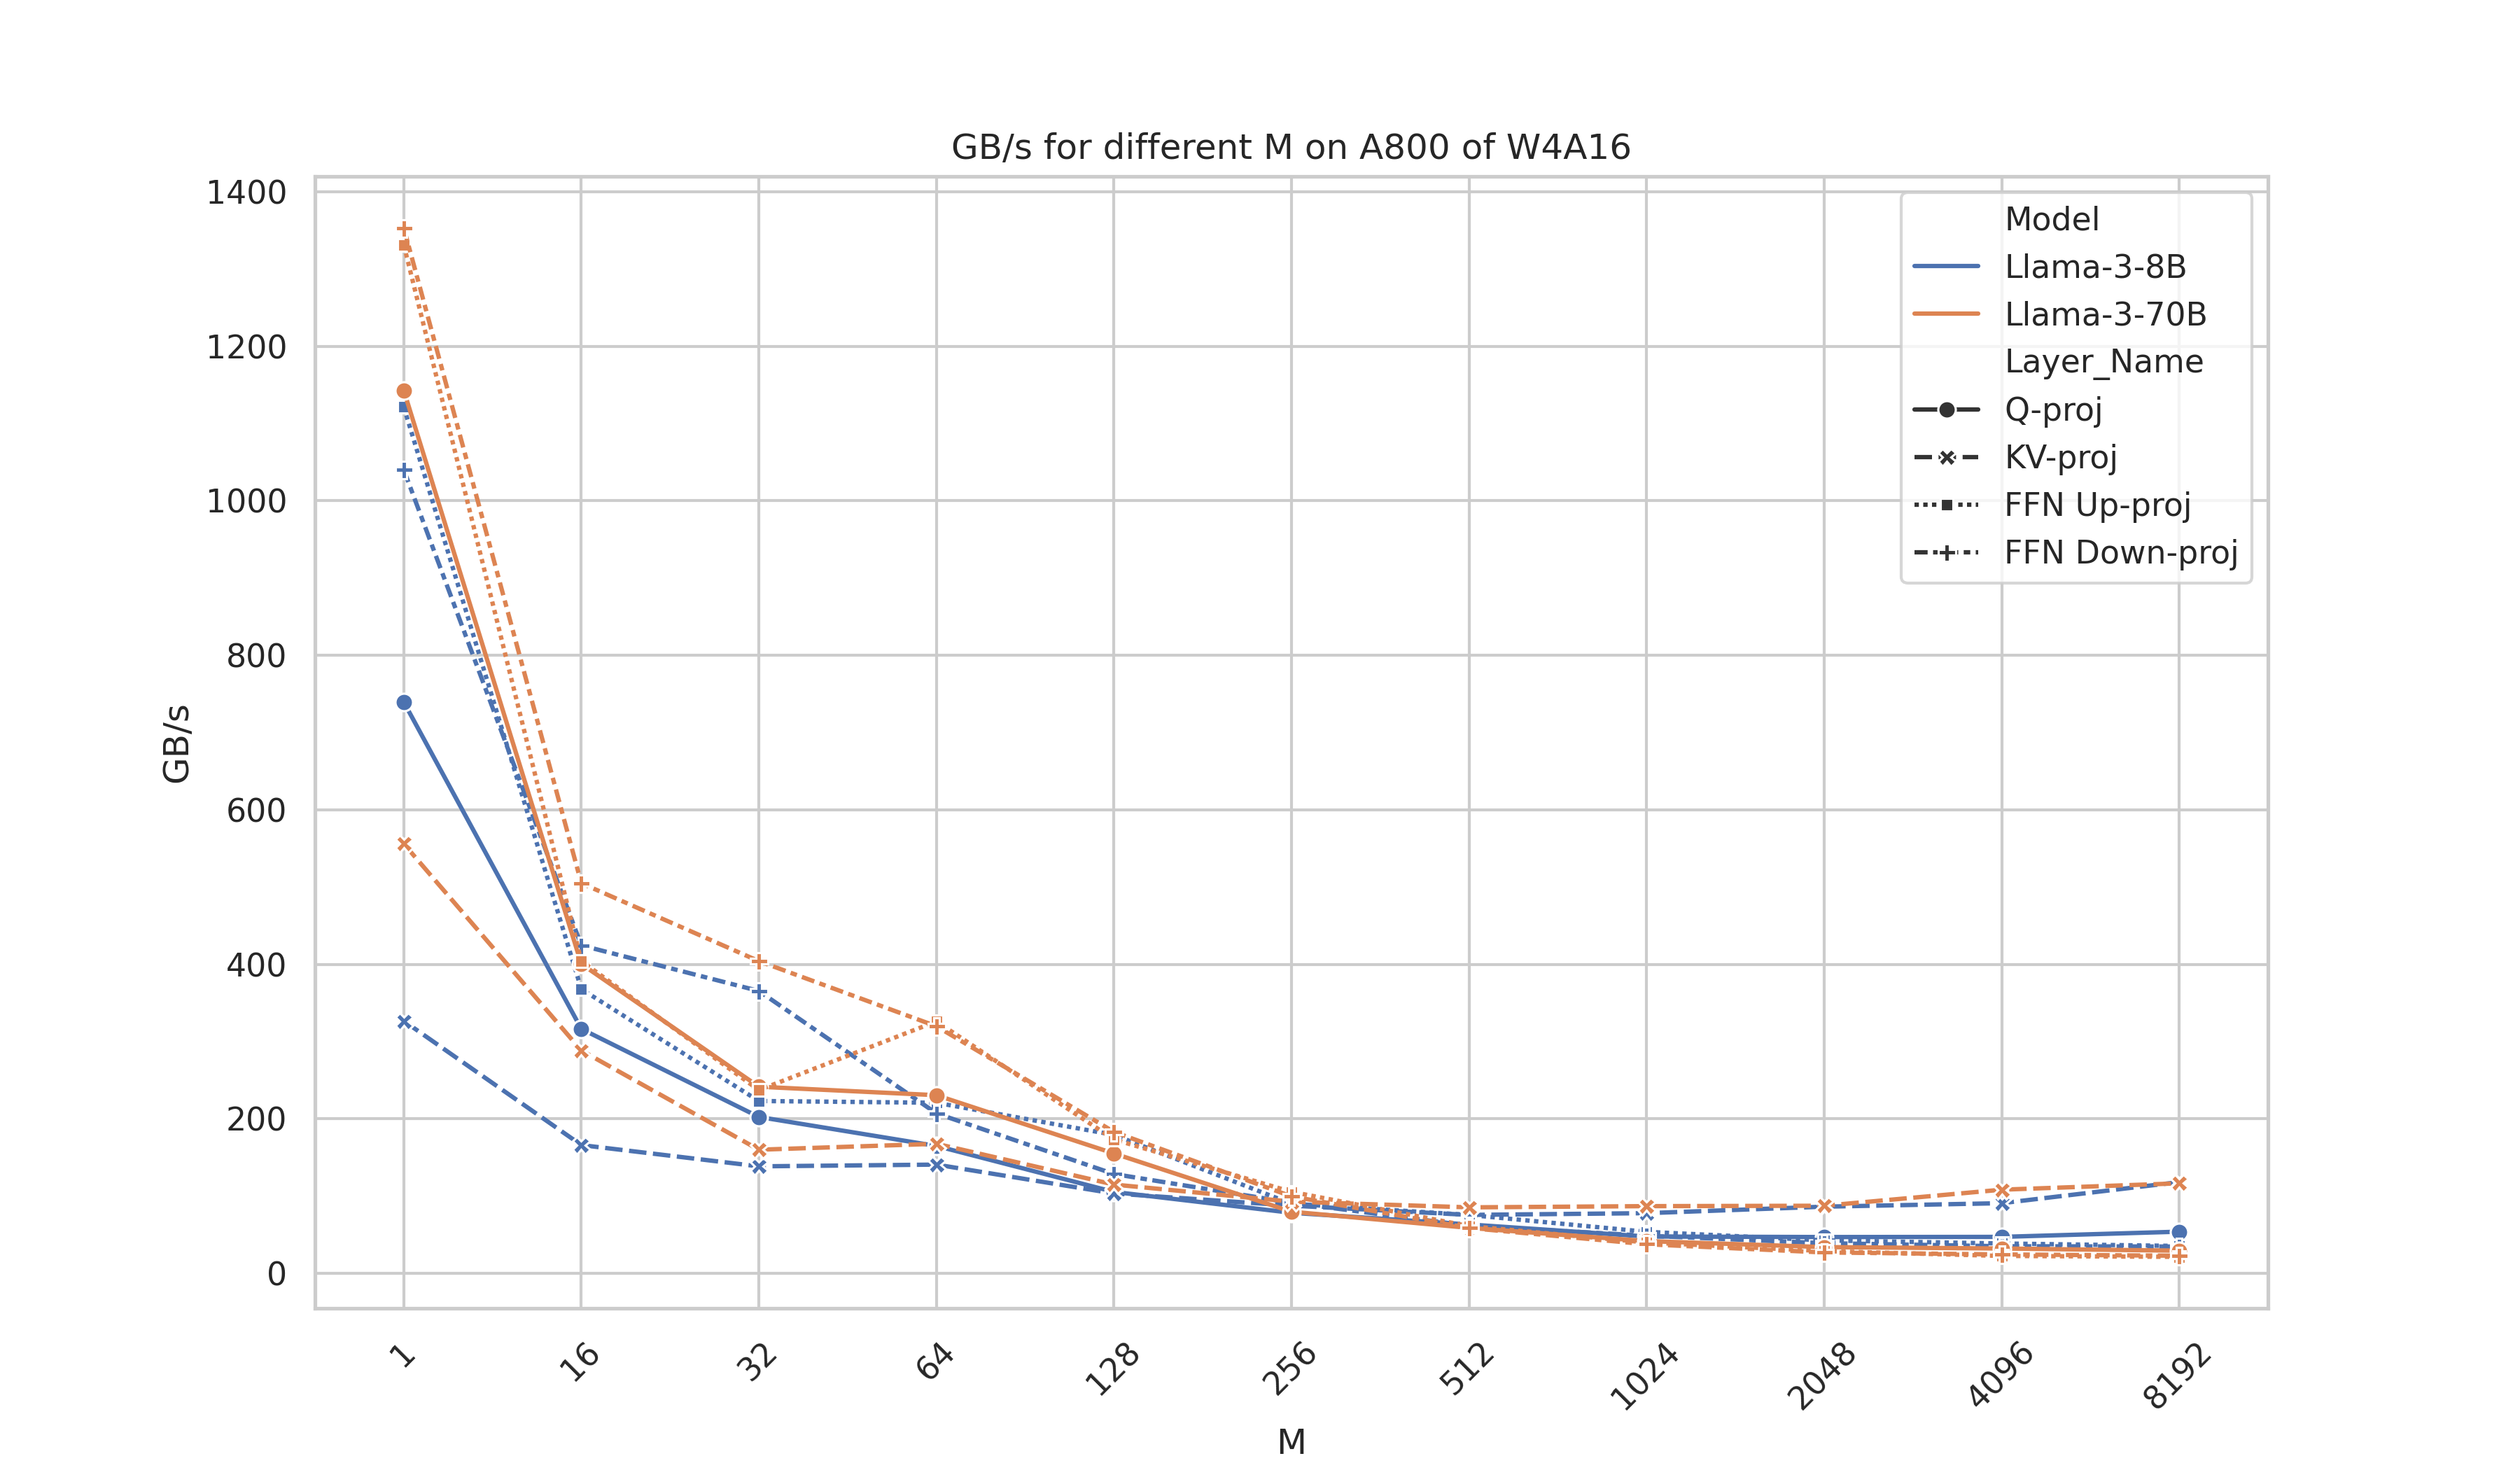 GB/s for different M on A800 of W4A16
1400
1200
1000
800
600
400
200
0
GB/s
Model
Llama-3-8B
Llama-3-70B
Layer_Name
Q-proj
KV-proj
FFN Up-proj
FFN Down-proj
1
16
32
64
128
256
512
1024
2048
4096
8192
M